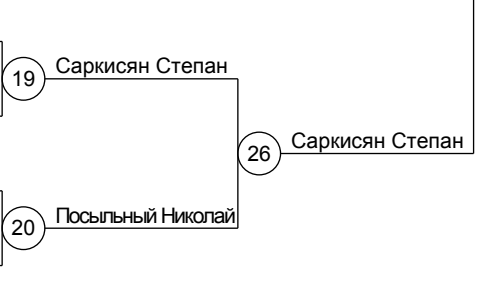 19 Саркисян Степан
26 Саркисян Степан
20 Посыльный Николай